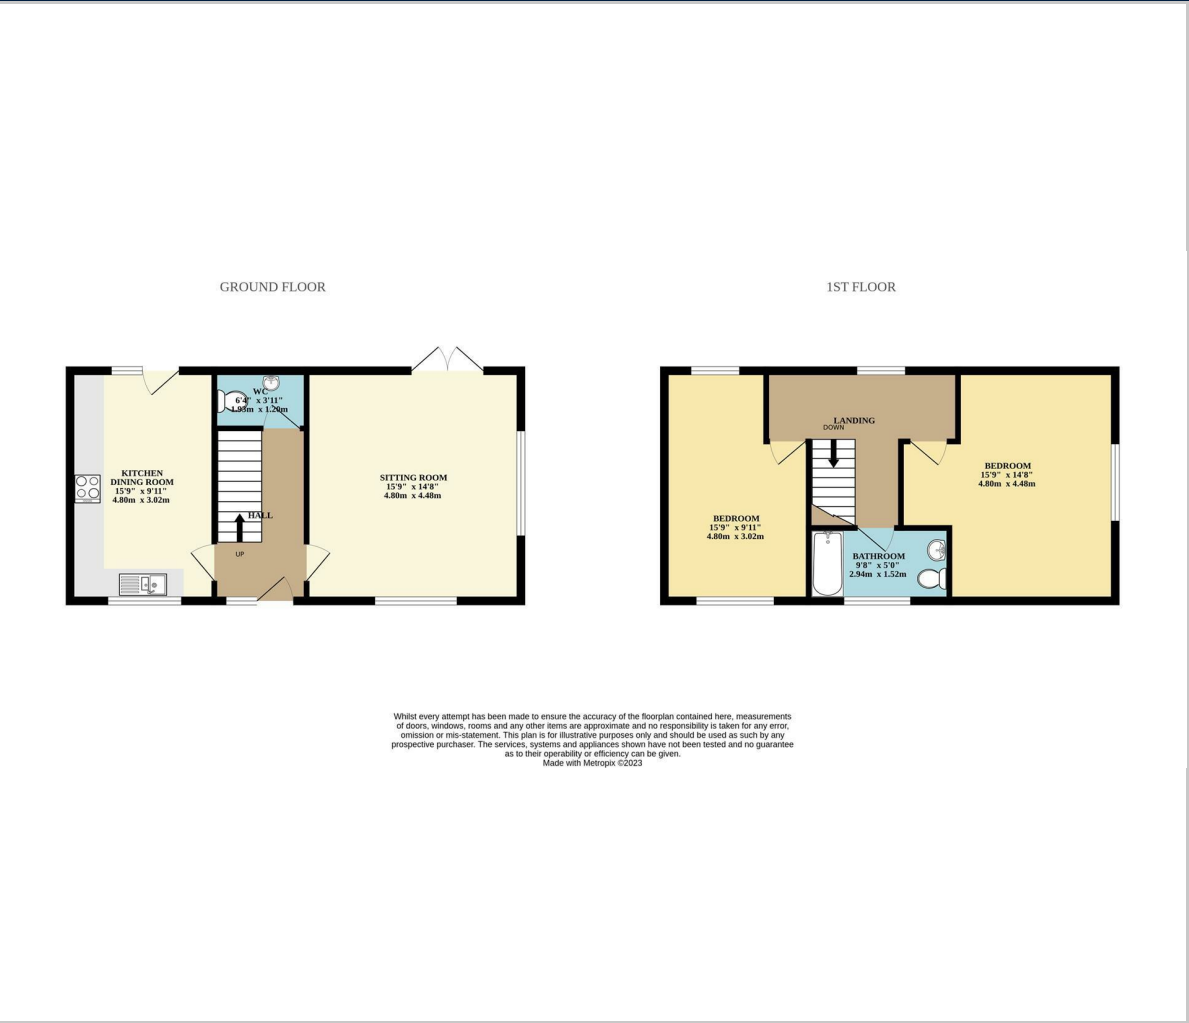 GROUND FLOOR
1ST FLOOR
WC
6'4" x 3'11"
1.93m x 1.20m
KITCHEN
DINING ROOM
15'9" x 9'11"
4.80m x 3.02m
HALL
UP
SITTING ROOM
15'9" x 14'8"
4.80m x 4.48m
LANDING
DOWN
BEDROOM
15'9" x 14'8"
4.80m x 4.48m
BEDROOM
15'9" x 9'11"
4.80m x 3.02m
BATHROOM
9'8" x 5'0"
2.94m x 1.52m
Whilst every attempt has been made to ensure the accuracy of the floorplan contained here, measurements
of doors, windows, rooms and any other items are approximate and no responsibility is taken for any error,
omission or mis-statement. This plan is for illustrative purposes only and should be used as such by any
prospective purchaser. The services, systems and appliances shown have not been tested and no guarantee
as to their operability or efficiency can be given.
Made with Metropix ©2023